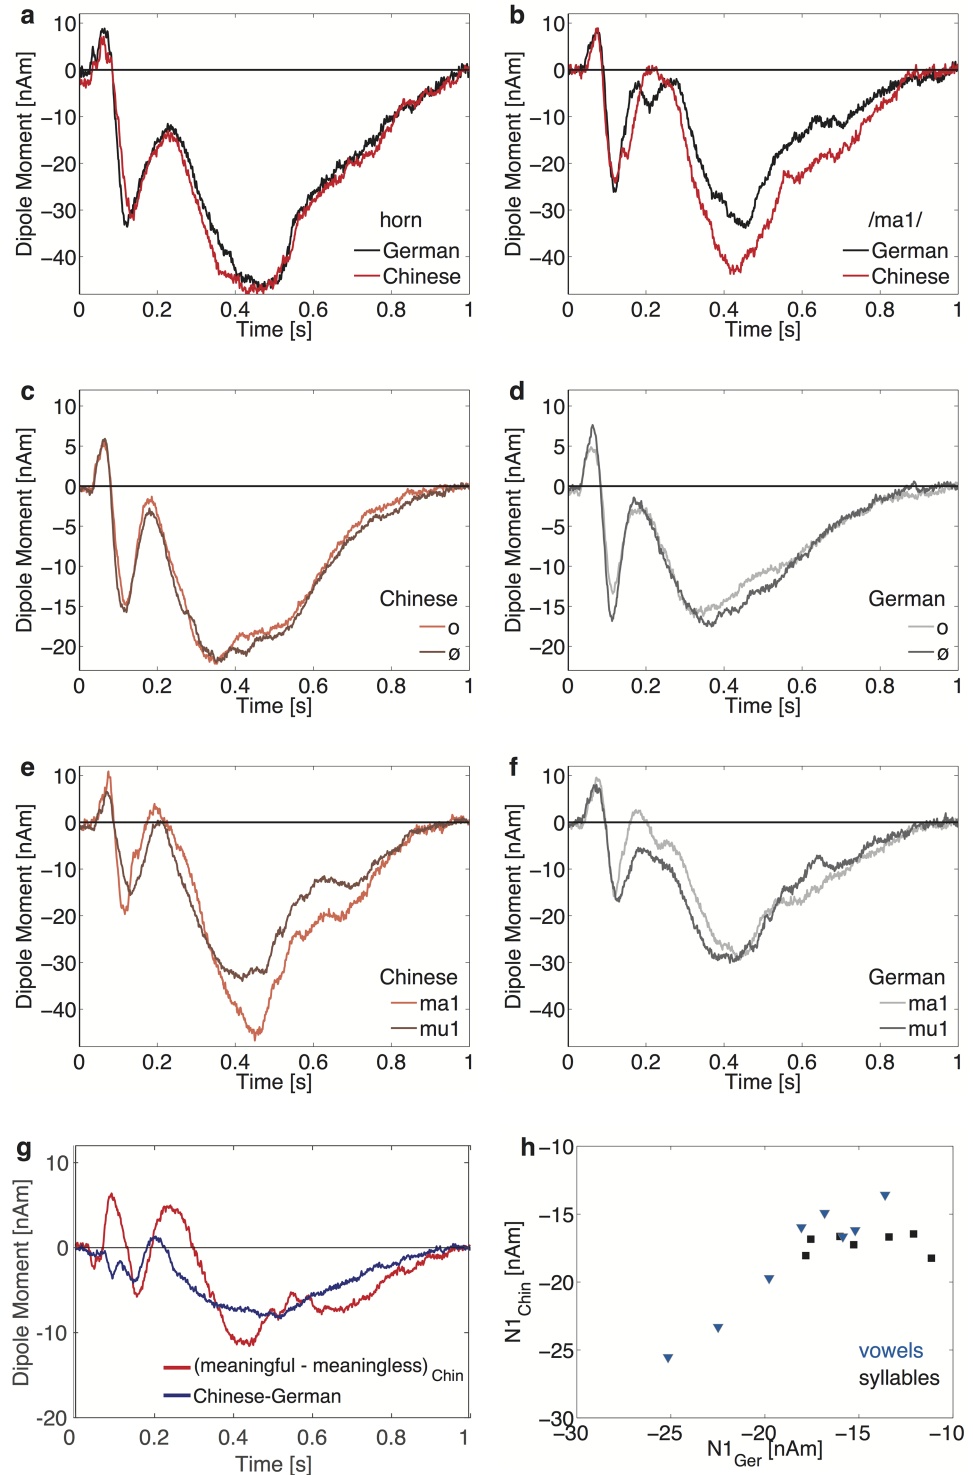 a
10
0
−10
−20
−30
−40
Dipole Moment [nAm]
horn
German
Chinese
0 0.2 0.4 0.6 0.8 1
Time [s]
b
10
0
−10
−20
−30
−40
Dipole Moment [nAm]
/ma1/
German
Chinese
0 0.2 0.4 0.6 0.8 1
Time [s]
c
10
5
0
−5
−10
−15
−20
Dipole Moment [nAm]
Chinese
o
ø
0 0.2 0.4 0.6 0.8 1
Time [s]
d
10
5
0
−5
−10
−15
−20
Dipole Moment [nAm]
German
o
ø
0 0.2 0.4 0.6 0.8 1
Time [s]
e
10
0
−10
−20
−30
−40
Dipole Moment [nAm]
Chinese
ma1
mu1
0 0.2 0.4 0.6 0.8 1
Time [s]
f
10
0
−10
−20
−30
−40
Dipole Moment [nAm]
German
ma1
mu1
0 0.2 0.4 0.6 0.8 1
Time [s]
g
10
0
-10
-20
Dipole Moment [nAm]
(meaningful - meaningless) Chin
Chinese-German
0 0.2 0.4 0.6 0.8 1
Time [s]
h
−10
−15
−20
−25
−30
N1Chin [nAm]
vowels
syllables
−30 −25 −20 −15 −10
N1Ger [nAm]